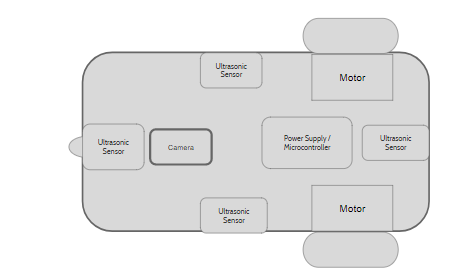 Ultrasonic
Sensor
Motor
Ultrasonic
Sensor
Camera
Power Supply /
Microcontroller
Ultrasonic
Sensor
Ultrasonic
Sensor
Motor